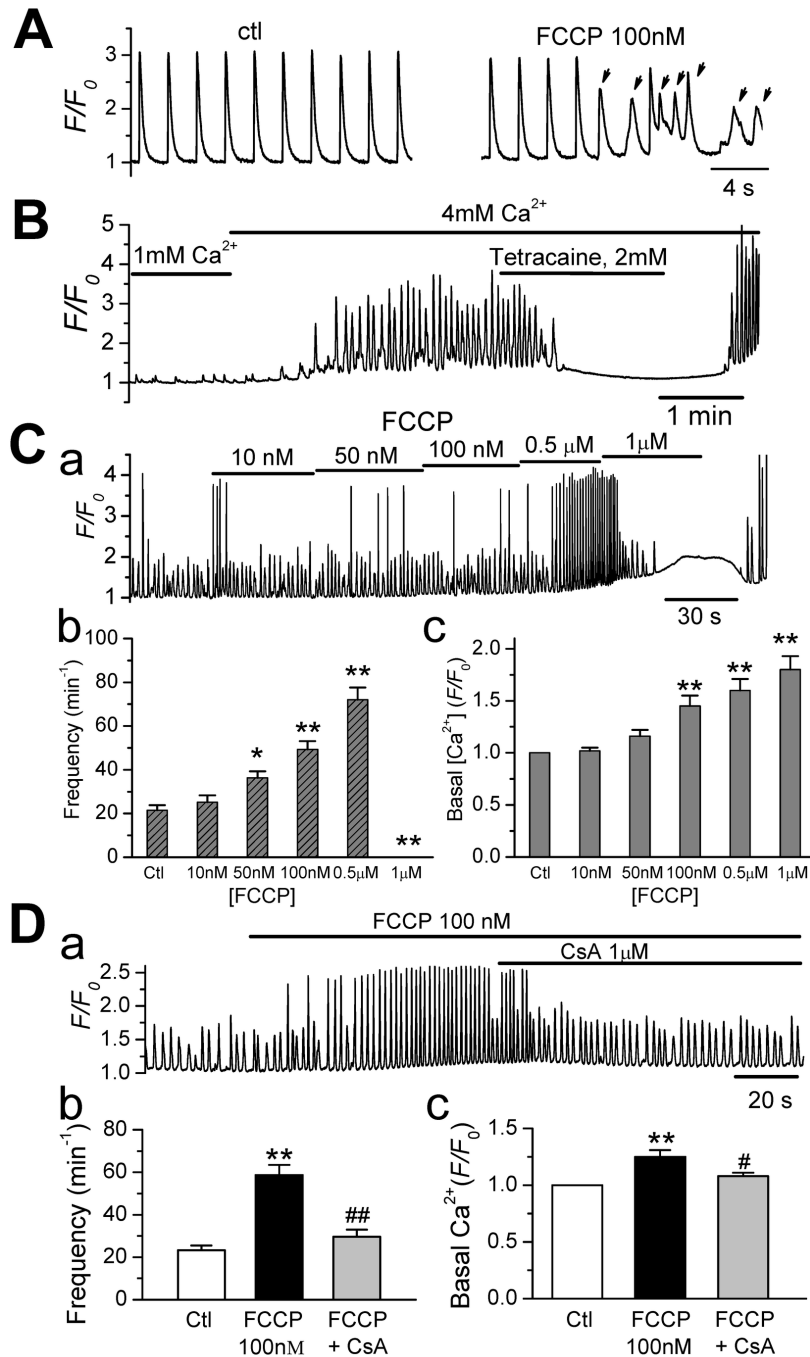 A
ctl
FCCP 100nM
F/F0
3
2
1
4 s
B
4mM Ca2+
1mM Ca2+
Tetracaine, 2mM
F/F0
5
4
3
2
1
1 min
C
a
FCCP
10 nM
50 nM
100 nM
0.5 μM
1μM
F/F0
4
3
2
1
30 s
b
Frequency (min-1)
100
80
60
40
20
0
*
**
**
**
Ctl 10nM 50nM 100nM 0.5μM 1μM
[FCCP]
c
Basal [Ca2+] (F/F0)
2.0
1.5
1.0
0.5
0.0
**
**
**
Ctl 10nM 50nM 100nM 0.5μM 1μM
[FCCP]
D
a
FCCP 100 nM
CsA 1μM
F/F0
2.5
2.0
1.5
1.0
20 s
b
Frequency (min-1)
80
60
40
20
0
**
##
Ctl FCCP FCCP
100nM + CsA
c
Basal Ca2+(F/F0)
1.5
1.0
0.5
0.0
**
#
Ctl FCCP FCCP
100nM + CsA